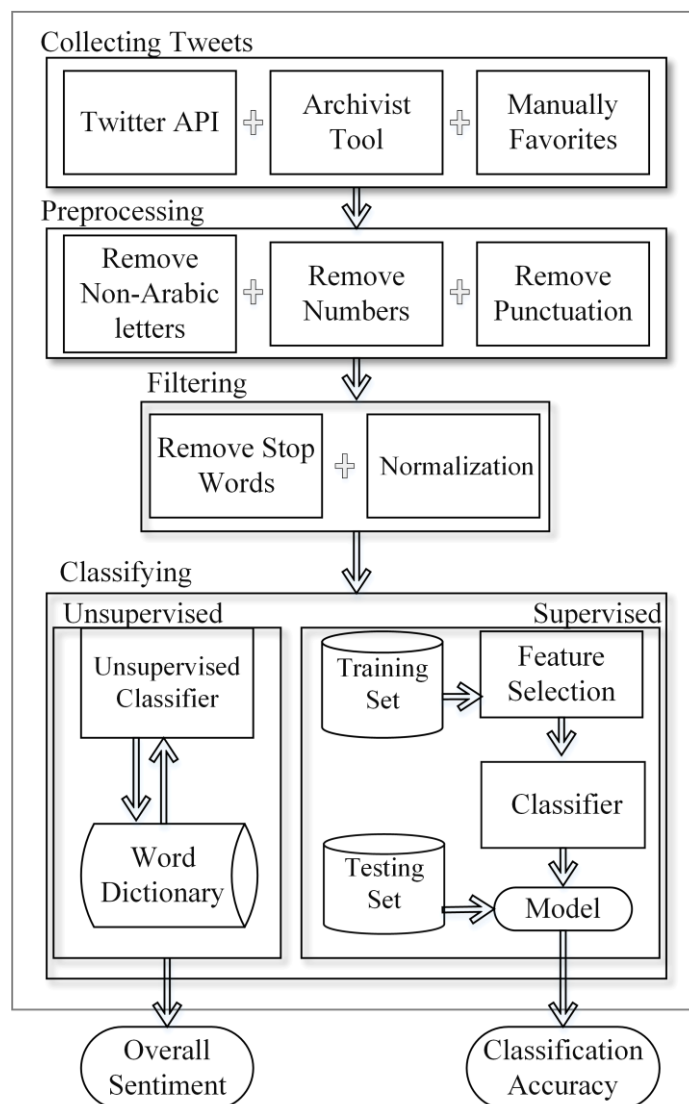 Collecting Tweets
Twitter API
Archivist
Tool
Manually
Favorites
Preprocessing
Remove
Non-Arabic
letters
Remove
Numbers
Remove
Punctuation
Filtering
Remove Stop
Words
Normalization
Classifying
Unsupervised
Unsupervised
Classifier
Word
Dictionary
Supervised
Training
Set
Feature
Selection
Classifier
Testing
Set
Model
Overall
Sentiment
Classification
Accuracy